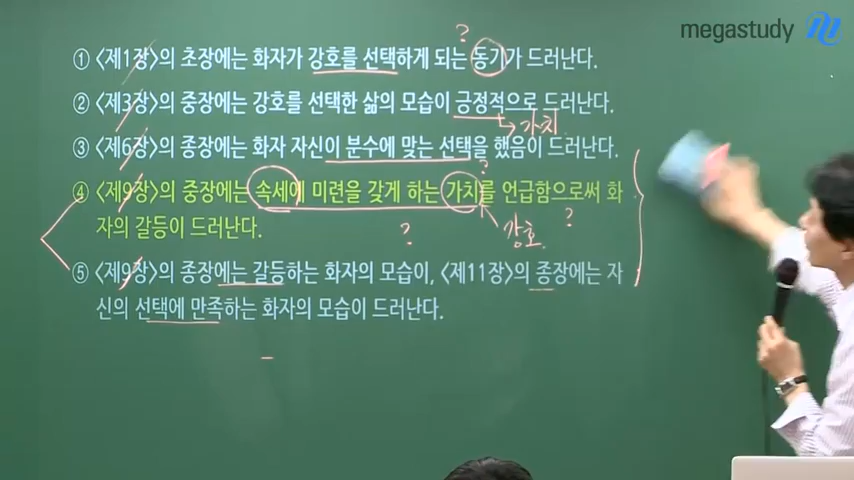 megastudy
?
① 〈제1장〉의 초장에는 화자가 강호를 선택하게 되는 동기가 드러난다.
② 〈제3장〉의 중장에는 강호를 선택한 삶의 모습이 긍정적으로 드러난다.
가치
③ 〈제6장〉의 종장에는 화자 자신이 분수에 맞는 선택을 했음이 드러난다.
?
④ 〈제9장〉의 중장에는 속세에 미련을 갖게 하는 가치를 언급함으로써 화
자의 갈등이 드러난다.
? 강호 ?
⑤ 〈제9장〉의 종장에는 갈등하는 화자의 모습이, 〈제11장〉의 종장에는 자
신의 선택에 만족하는 화자의 모습이 드러난다.